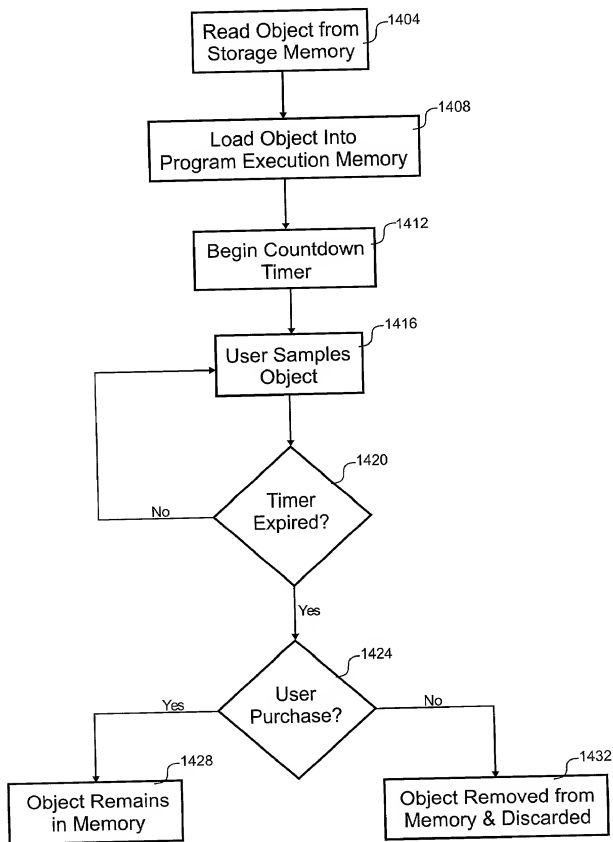 Read Object from
Storage Memory
1404
1408
Load Object Into
Program Execution Memory
1412
Begin Countdown
Timer
1416
User Samples
Object
1420
Timer
Expired?
No
Yes
1424
User
Purchase?
Yes
No
1428
Object Remains
in Memory
1432
Object Removed from
Memory & Discarded